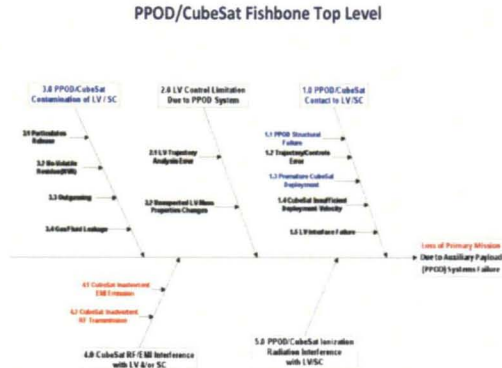 PPOD/CubeSat Fishbone Top Level
3.0 PPOD/CubeSat
Contamination of LV / SC
2.0 LV Control Limitation
Due to PPOD System
1.0 PPOD/CubeSat
Contact to LV/SC
3.1 Particulates
Release
3.2 No-Volatile
Residue(NVR)
3.3 Outgassing
3.4 Gas/Fluid Leakage
2.1 LV Trajectory
Analysis Error
2.2 Unexpected LV Mass
Properties Changes
1.1 PPOD Structural
Failure
1.2 Trajectory/Controls
Error
1.3 Premature CubeSat
Deployment
1.4 CubeSat Insufficient
Deployment Velocity
1.5 LV Interface Failure
Loss of Primary Mission
Due to Auxiliary Payload
(PPOD) Systems Failure
4.1 CubeSat Inadvertent
EMI Emission
4.2 CubeSat Inadvertent
RF Transmission
4.0 CubeSat RF/EMI Interference
with LV &/or SC
5.0 PPOD/CubeSat Ionization
Radiation Interference
with LV/SC